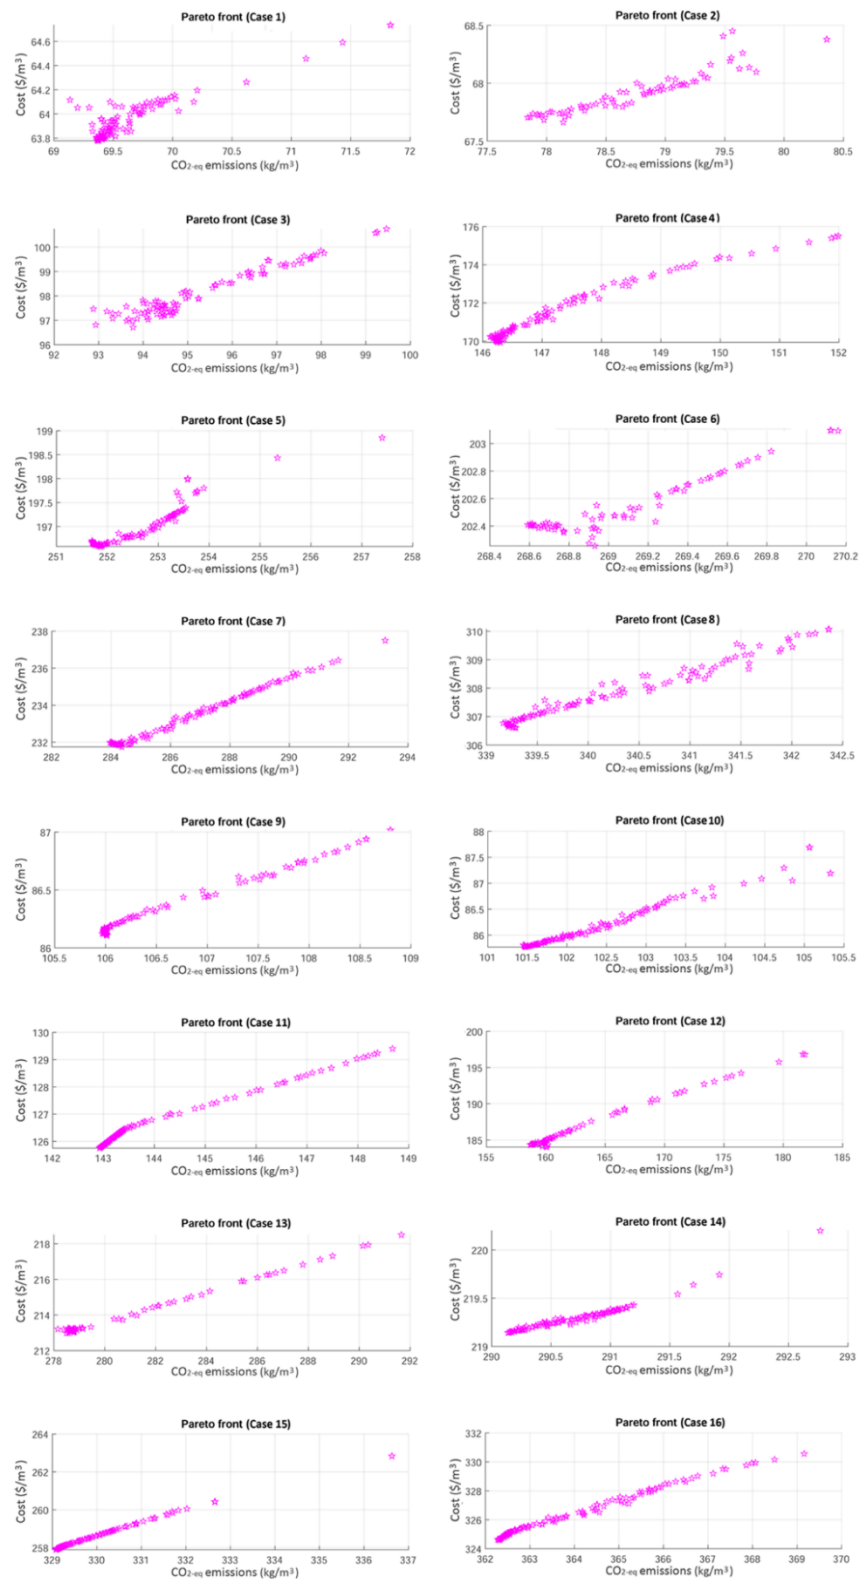 Pareto front (Case 1)
Cost ($/m³)
64.6
64.4
64.2
64
63.8
69 69.5 70 70.5 71 71.5 72
CO2-eq emissions (kg/m³)
Pareto front (Case 2)
Cost ($/m³)
68.5
68
67.5
77.5 78 78.5 79 79.5 80 80.5
CO2-eq emissions (kg/m³)
Pareto front (Case 3)
Cost ($/m³)
100
99
98
97
96
92 93 94 95 96 97 98 99 100
CO2-eq emissions (kg/m³)
Pareto front (Case 4)
Cost ($/m³)
176
174
172
170
146 147 148 149 150 151 152
CO2-eq emissions (kg/m³)
Pareto front (Case 5)
Cost ($/m³)
199
198.5
198
197.5
197
251 252 253 254 255 256 257 258
CO2-eq emissions (kg/m³)
Pareto front (Case 6)
Cost ($/m³)
203
202.8
202.6
202.4
268.4 268.6 268.8 269 269.2 269.4 269.6 269.8 270 270.2
CO2-eq emissions (kg/m³)
Pareto front (Case 7)
Cost ($/m³)
238
236
234
232
282 284 286 288 290 292 294
CO2-eq emissions (kg/m³)
Pareto front (Case 8)
Cost ($/m³)
310
309
308
307
306
339 339.5 340 340.5 341 341.5 342 342.5
CO2-eq emissions (kg/m³)
Pareto front (Case 9)
Cost ($/m³)
87
86.5
86
105.5 106 106.5 107 107.5 108 108.5 109
CO2-eq emissions (kg/m³)
Pareto front (Case 10)
Cost ($/m³)
88
87.5
87
86.5
86
101 101.5 102 102.5 103 103.5 104 104.5 105 105.5
CO2-eq emissions (kg/m³)
Pareto front (Case 11)
Cost ($/m³)
130
129
128
127
126
142 143 144 145 146 147 148 149
CO2-eq emissions (kg/m³)
Pareto front (Case 12)
Cost ($/m³)
200
195
190
185
155 160 165 170 175 180 185
CO2-eq emissions (kg/m³)
Pareto front (Case 13)
Cost ($/m³)
218
216
214
212
278 280 282 284 286 288 290 292
CO2-eq emissions (kg/m³)
Pareto front (Case 14)
Cost ($/m³)
220
219.5
219
290 290.5 291 291.5 292 292.5 293
CO2-eq emissions (kg/m³)
Pareto front (Case 15)
Cost ($/m³)
264
262
260
258
329 330 331 332 333 334 335 336 337
CO2-eq emissions (kg/m³)
Pareto front (Case 16)
Cost ($/m³)
332
330
328
326
324
362 363 364 365 366 367 368 369 370
CO2-eq emissions (kg/m³)